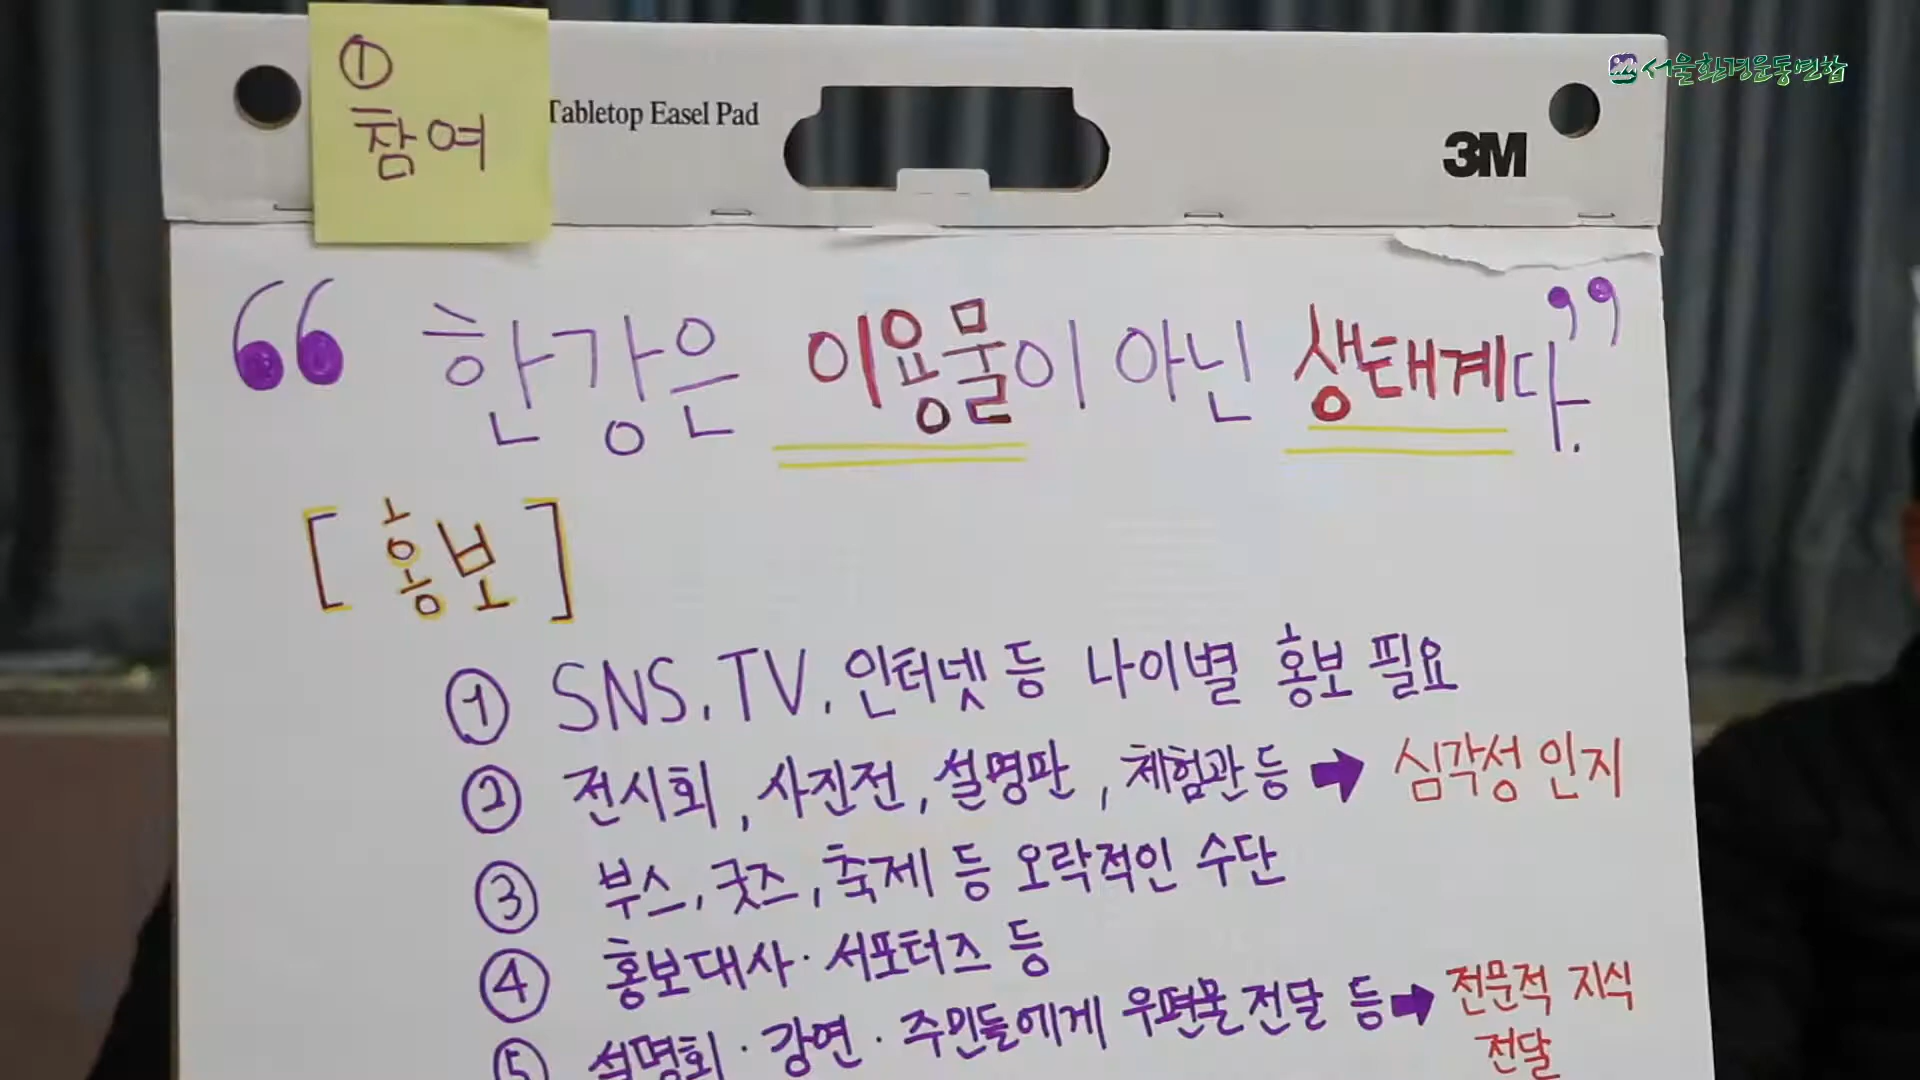 서울환경운동연합
①
참여
Tabletop Easel Pad
3M
“ 한강은 이용물이 아닌 생태계다. ”
[홍보]
① SNS. TV. 인터넷 등 나이별 홍보 필요
② 전시회, 사진전, 설명판, 체험관 등 ➡ 심각성 인지
③ 부스, 굿즈, 축제 등 오락적인 수단
④ 홍보대사·서포터즈 등
⑤ 설명회·강연·주민들에게 우편물 전달 등 ➡ 전문적 지식
전달